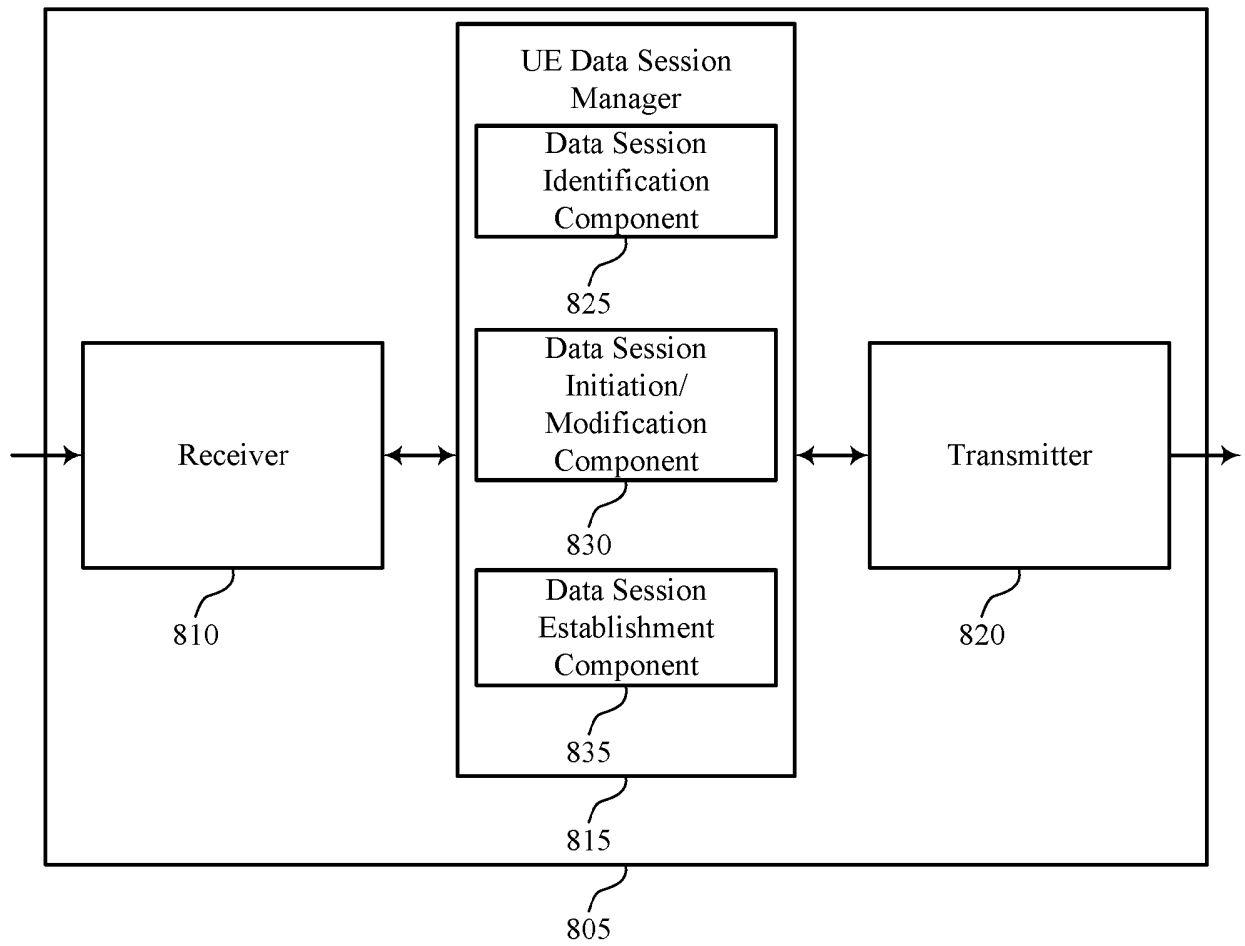 UE Data Session
Manager
Data Session
Identification
Component
825
Data Session
Initiation/
Modification
Component
830
Data Session
Establishment
Component
835
815
Receiver
810
Transmitter
820
805